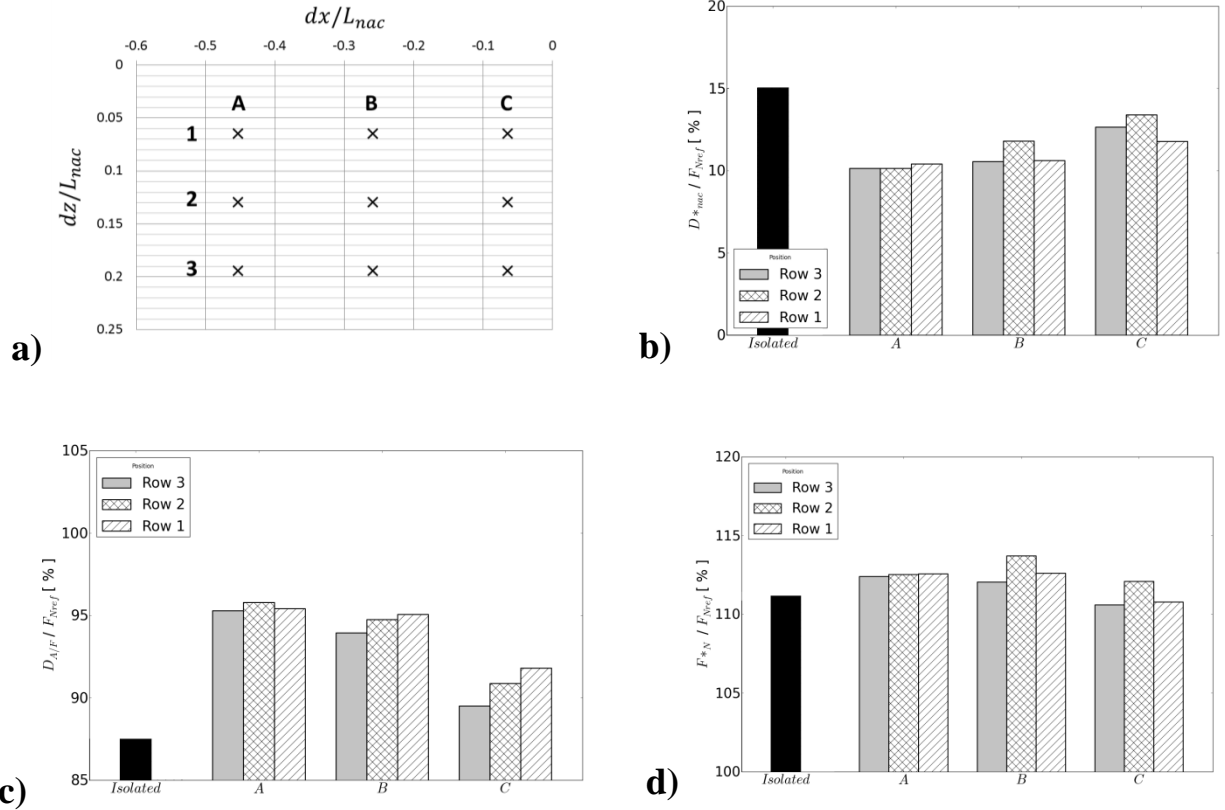 dx/L_nac
-0.6 -0.5 -0.4 -0.3 -0.2 -0.1 0
0
0.05
0.1
0.15
0.2
0.25
dz/L_nac
A B C
1
2
3
a)
20
15
10
5
0
D*_nac / F_Nref [ % ]
Position
Row 3
Row 2
Row 1
Isolated A B C
b)
105
100
95
90
85
D_A/F / F_Nref [ % ]
Position
Row 3
Row 2
Row 1
Isolated A B C
c)
120
115
110
105
100
F*_N / F_Nref [ % ]
Position
Row 3
Row 2
Row 1
Isolated A B C
d)